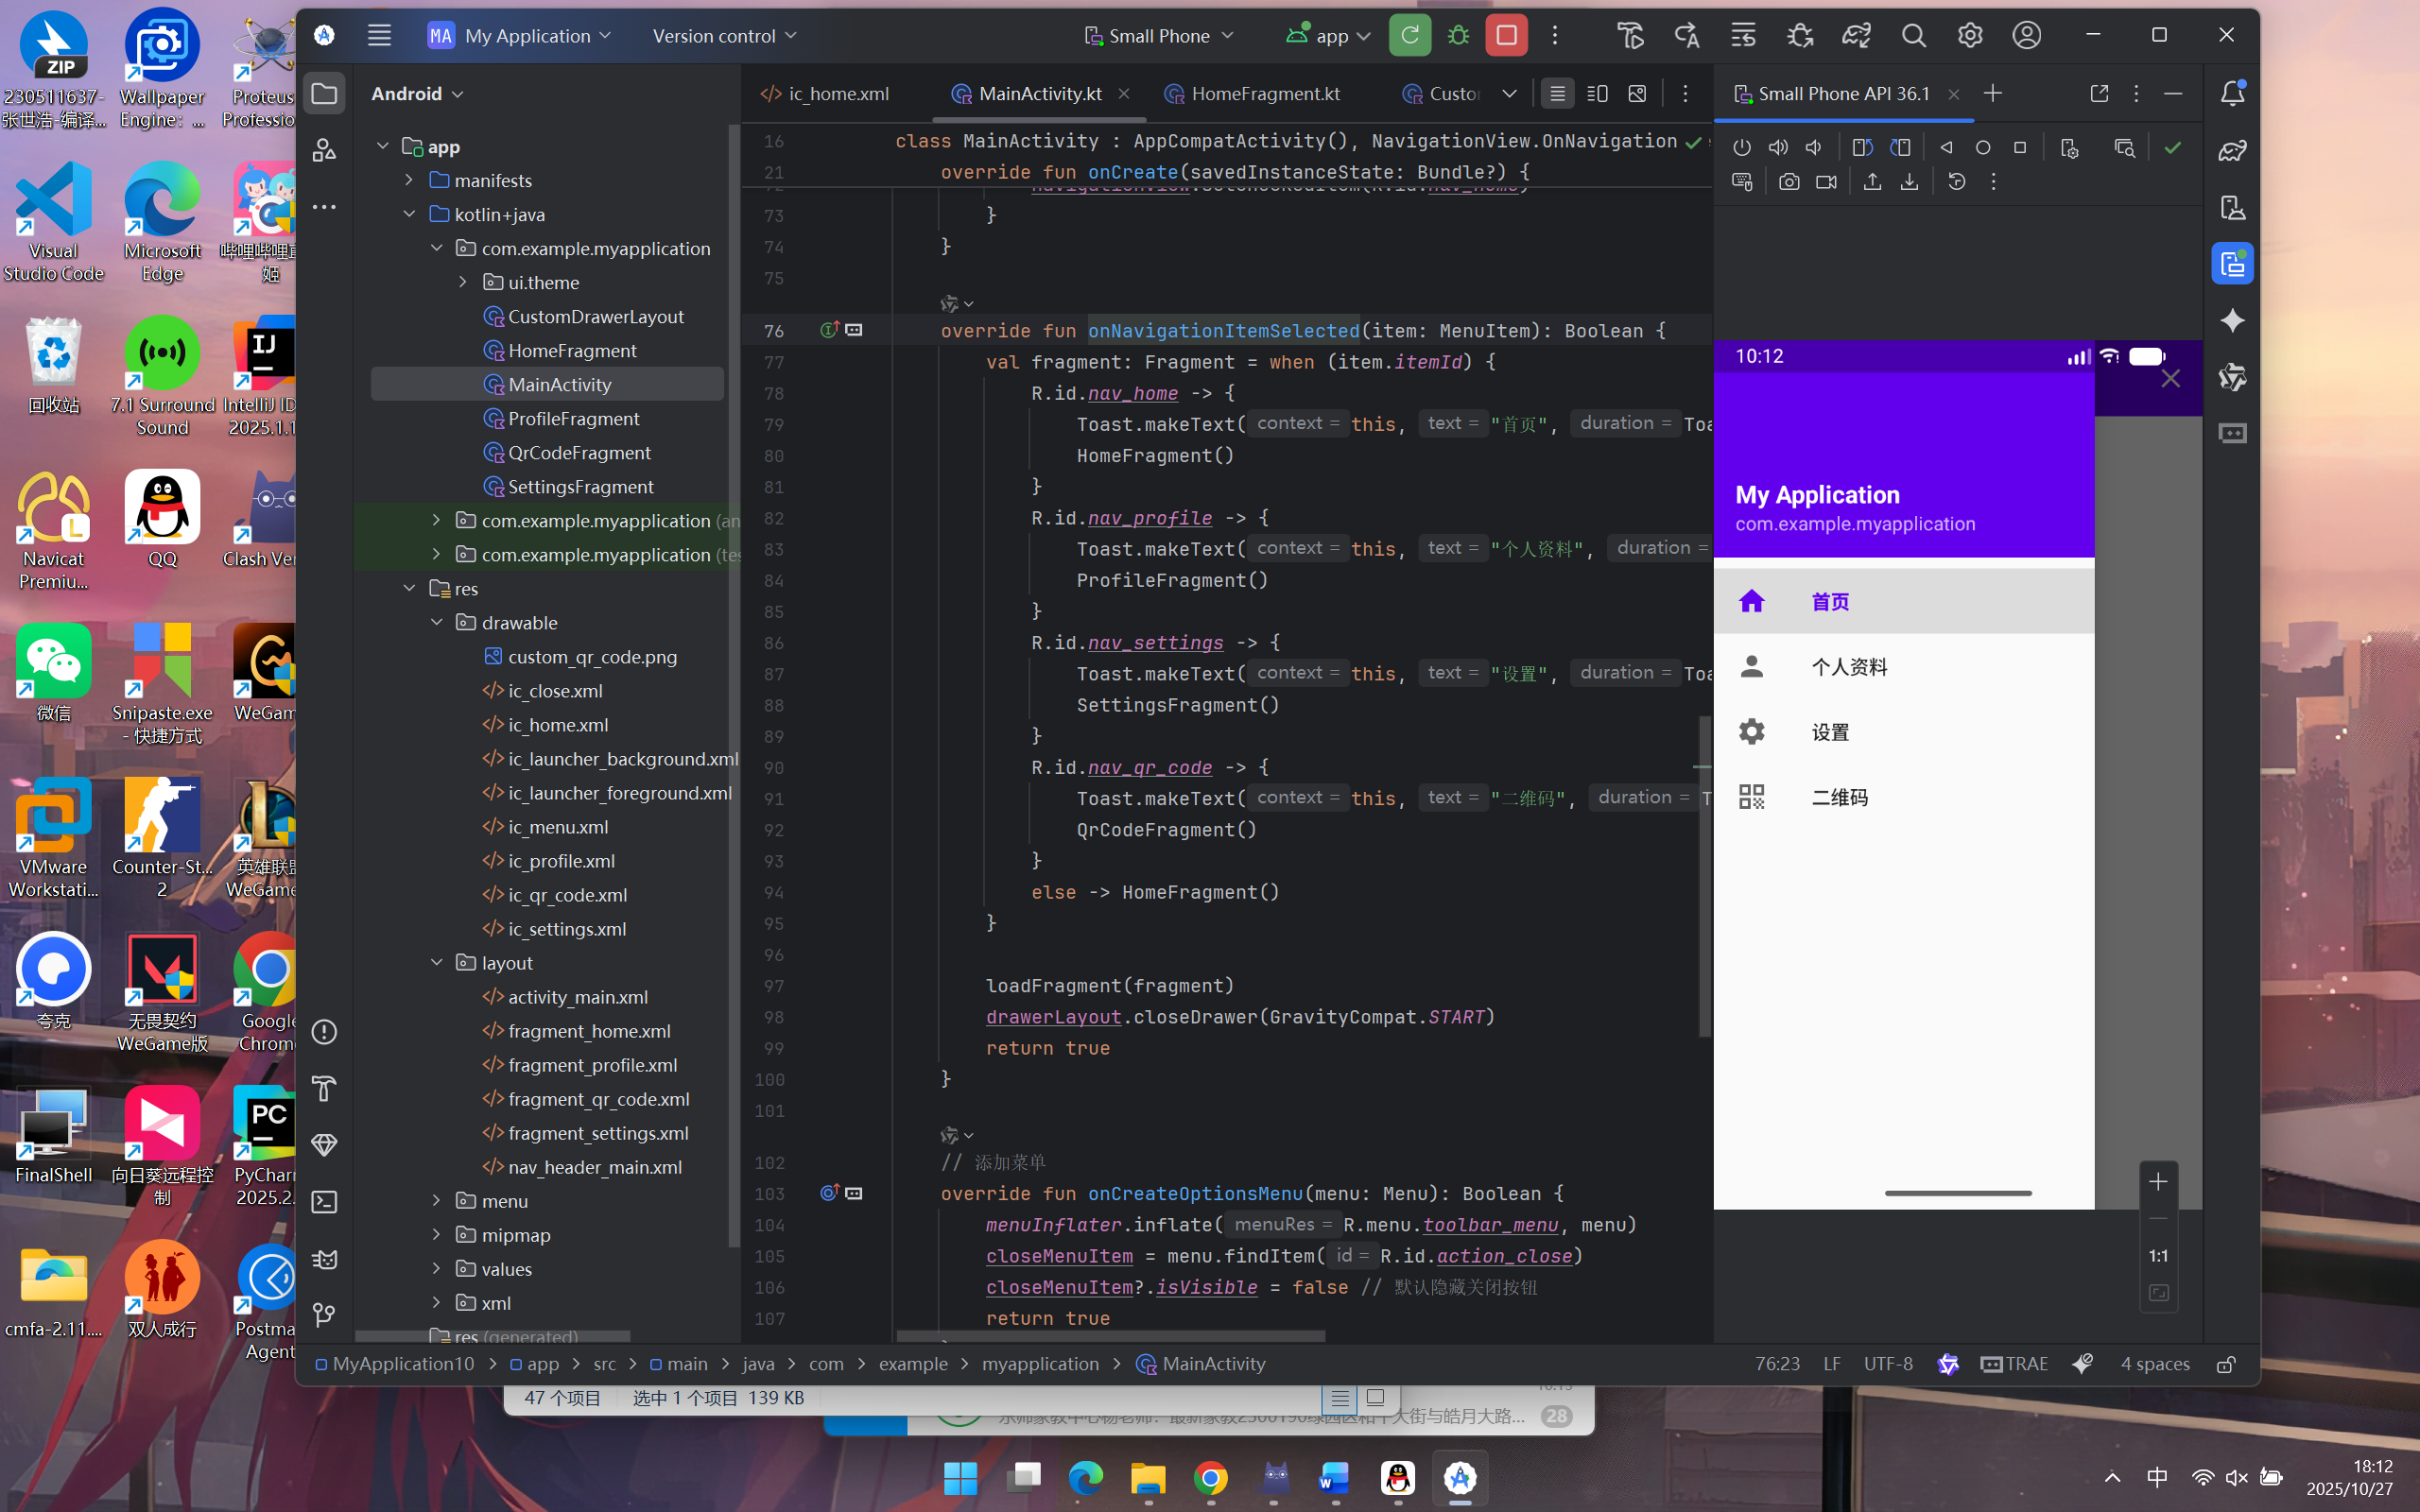 230511637-
张世浩-编译...
Wallpaper
Engine：...
Proteus
Professio
Visual
Studio Code
Microsoft
Edge
哔哩哔哩直
姬
回收站
7.1 Surround
Sound
IntelliJ ID
2025.1.1
Navicat
Premiu...
QQ
Clash Ver
微信
Snipaste.exe
- 快捷方式
WeGam
VMware
Workstati...
Counter-St...
2
英雄联盟
WeGame
夸克
无畏契约
WeGame版
Google
Chrome
FinalShell
向日葵远程控
制
PyCharm
2025.2.
cmfa-2.11....
双人成行
Postma
Agent
MA My Application
Version control
Small Phone
app
Android
app
manifests
kotlin+java
com.example.myapplication
ui.theme
CustomDrawerLayout
HomeFragment
MainActivity
ProfileFragment
QrCodeFragment
SettingsFragment
com.example.myapplication (an
com.example.myapplication (tes
res
drawable
custom_qr_code.png
ic_close.xml
ic_home.xml
ic_launcher_background.xml
ic_launcher_foreground.xml
ic_menu.xml
ic_profile.xml
ic_qr_code.xml
ic_settings.xml
layout
activity_main.xml
fragment_home.xml
fragment_profile.xml
fragment_qr_code.xml
fragment_settings.xml
nav_header_main.xml
menu
mipmap
values
xml
res (generated)
ic_home.xml
MainActivity.kt
HomeFragment.kt
Custo
16 class MainActivity : AppCompatActivity(), NavigationView.OnNavigation
21 override fun onCreate(savedInstanceState: Bundle?) {
73 }
74 }
75
76 override fun onNavigationItemSelected(item: MenuItem): Boolean {
77 val fragment: Fragment = when (item.itemId) {
78 R.id.nav_home -> {
79 Toast.makeText( context = this, text = "首页", duration = Toa
80 HomeFragment()
81 }
82 R.id.nav_profile -> {
83 Toast.makeText( context = this, text = "个人资料", duration =
84 ProfileFragment()
85 }
86 R.id.nav_settings -> {
87 Toast.makeText( context = this, text = "设置", duration = Toa
88 SettingsFragment()
89 }
90 R.id.nav_qr_code -> {
91 Toast.makeText( context = this, text = "二维码", duration = T
92 QrCodeFragment()
93 }
94 else -> HomeFragment()
95 }
96
97 loadFragment(fragment)
98 drawerLayout.closeDrawer(GravityCompat.START)
99 return true
100 }
101
102 // 添加菜单
103 override fun onCreateOptionsMenu(menu: Menu): Boolean {
104 menuInflater.inflate( menuRes = R.menu.toolbar_menu, menu)
105 closeMenuItem = menu.findItem( id = R.id.action_close)
106 closeMenuItem?.isVisible = false // 默认隐藏关闭按钮
107 return true
Small Phone API 36.1
10:12
My Application
com.example.myapplication
首页
个人资料
设置
二维码
1:1
MyApplication10 > app > src > main > java > com > example > myapplication > MainActivity
76:23 LF UTF-8 TRAE 4 spaces
47 个项目 选中 1 个项目 139 KB
28
中
18:12
2025/10/27